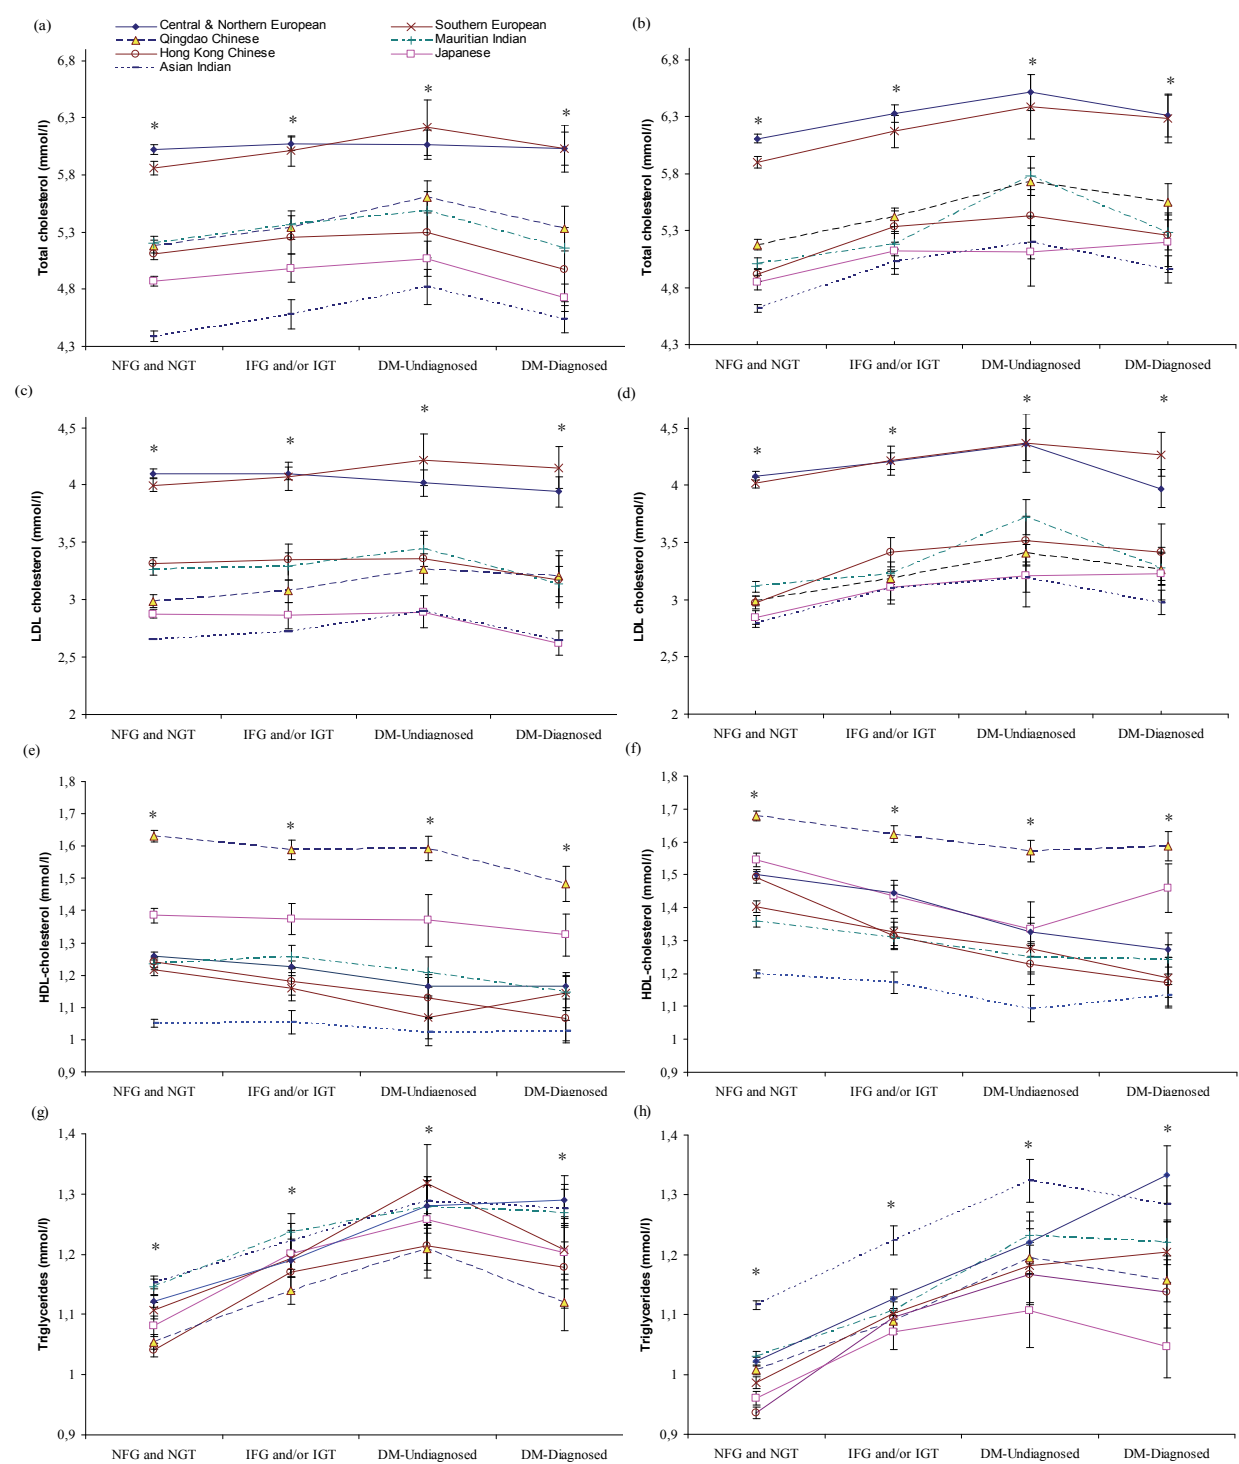 (a)
Central & Northern European
Southern European
Qingdao Chinese
Mauritian Indian
Hong Kong Chinese
Japanese
Asian Indian
Total cholesterol (mmol/l)
6,8
*
6,3
*
*
*
5,8
5,3
4,8
4,3
NFG and NGT
IFG and/or IGT
DM-Undiagnosed
DM-Diagnosed
(b)
Total cholesterol (mmol/l)
6,8
*
*
*
6,3
*
5,8
5,3
4,8
4,3
NFG and NGT
IFG and/or IGT
DM-Undiagnosed
DM-Diagnosed
(c)
LDL cholesterol (mmol/l)
4,5
*
*
*
*
4
3,5
3
2,5
2
NFG and NGT
IFG and/or IGT
DM-Undiagnosed
DM-Diagnosed
(d)
LDL cholesterol (mmol/l)
4,5
*
*
*
*
4
3,5
3
2,5
2
NFG and NGT
IFG and/or IGT
DM-Undiagnosed
DM-Diagnosed
(e)
HDL-cholesterol (mmol/l)
1,8
1,7
*
*
*
*
1,6
1,5
1,4
1,3
1,2
1,1
1
0,9
NFG and NGT
IFG and/or IGT
DM-Undiagnosed
DM-Diagnosed
(f)
HDL-cholesterol (mmol/l)
1,8
*
*
*
*
1,7
1,6
1,5
1,4
1,3
1,2
1,1
1
0,9
NFG and NGT
IFG and/or IGT
DM-Undiagnosed
DM-Diagnosed
(g)
Triglycerides (mmol/l)
1,4
*
*
*
*
1,3
1,2
1,1
1
0,9
NFG and NGT
IFG and/or IGT
DM-Undiagnosed
DM-Diagnosed
(h)
Triglycerides (mmol/l)
1,4
*
*
*
*
1,3
1,2
1,1
1
0,9
NFG and NGT
IFG and/or IGT
DM-Undiagnosed
DM-Diagnosed